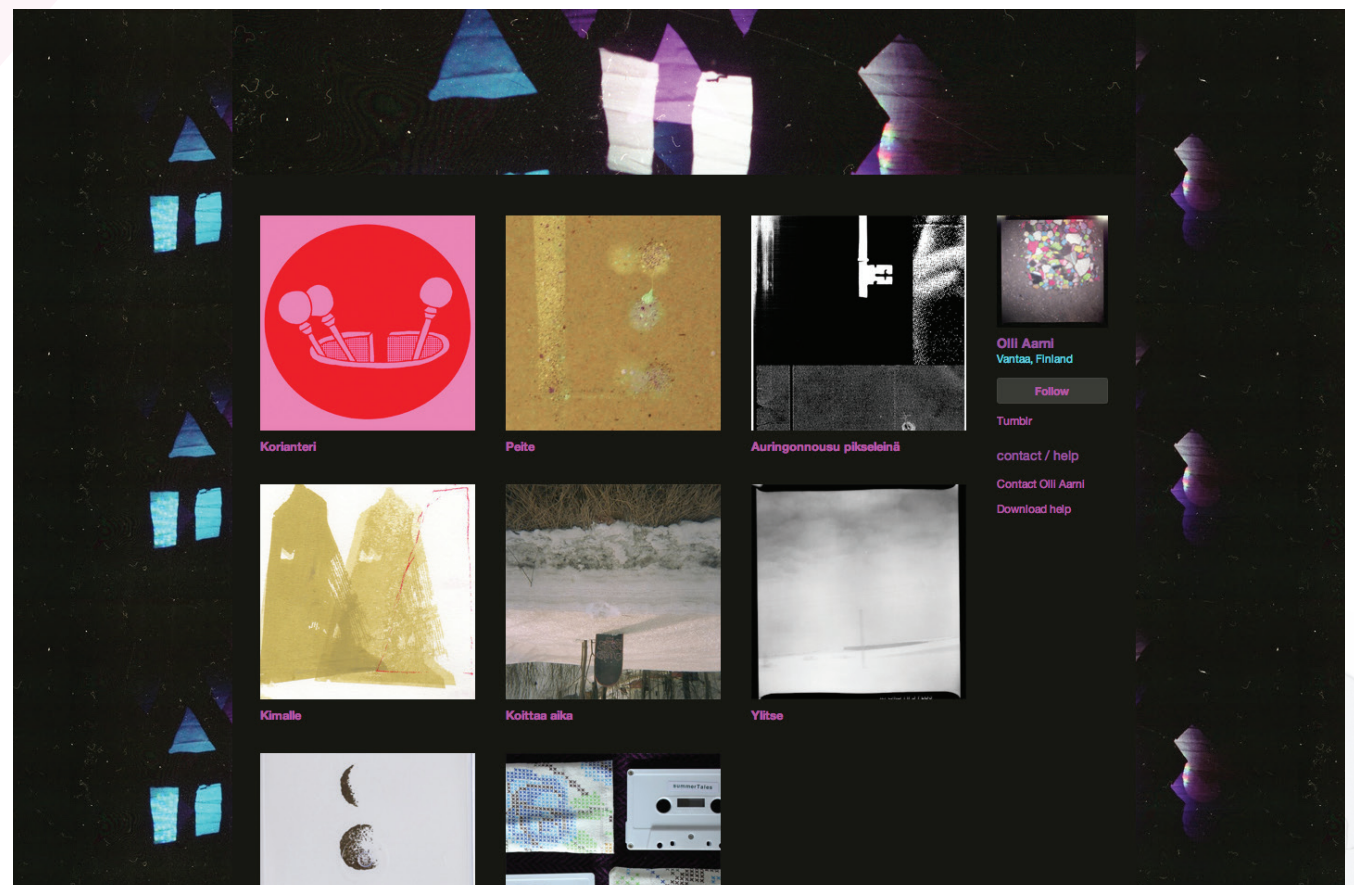 Korianteri
Peite
Auringonnousu pikseleinä
Olli Aarni
Vantaa, Finland
Follow
Tumblr
contact / help
Contact Olli Aarni
Download help
Kimalle
Koittaa aika
Ylitse
summerTales